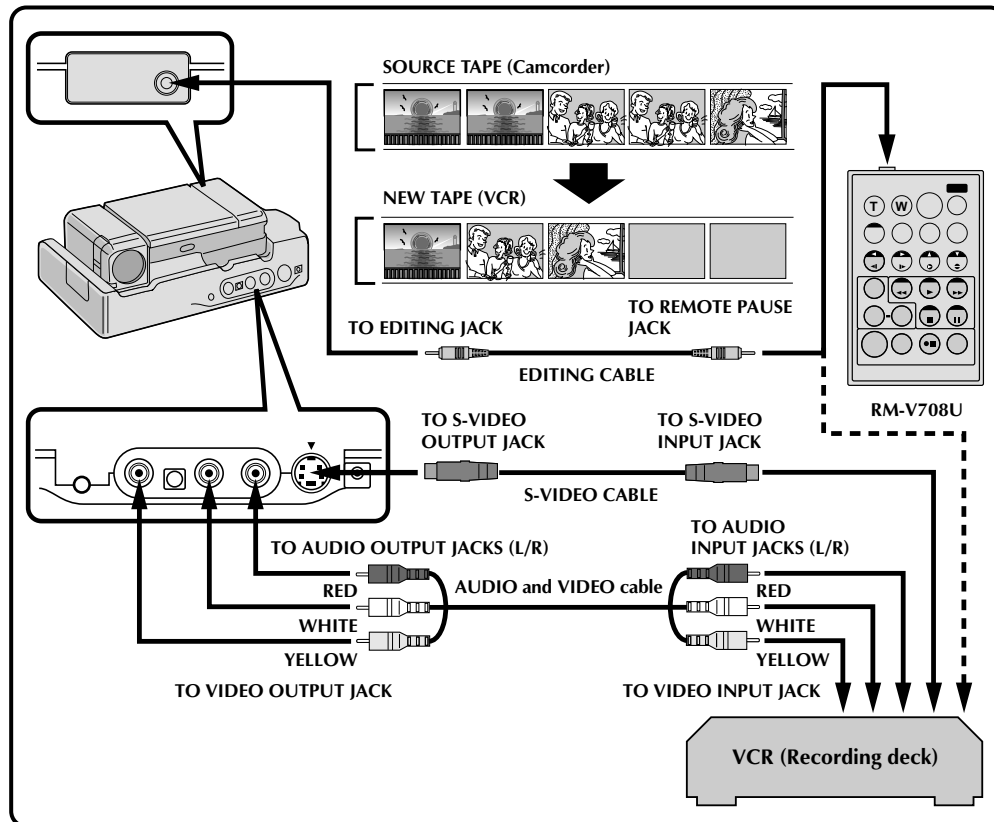 SOURCE TAPE (Camcorder)
NEW TAPE (VCR)
T W
TO EDITING JACK
TO REMOTE PAUSE
JACK
EDITING CABLE
RM-V708U
TO S-VIDEO
OUTPUT JACK
TO S-VIDEO
INPUT JACK
S-VIDEO CABLE
TO AUDIO OUTPUT JACKS (L/R)
TO AUDIO
INPUT JACKS (L/R)
AUDIO and VIDEO cable
RED
RED
WHITE
WHITE
YELLOW
YELLOW
TO VIDEO OUTPUT JACK
TO VIDEO INPUT JACK
VCR (Recording deck)